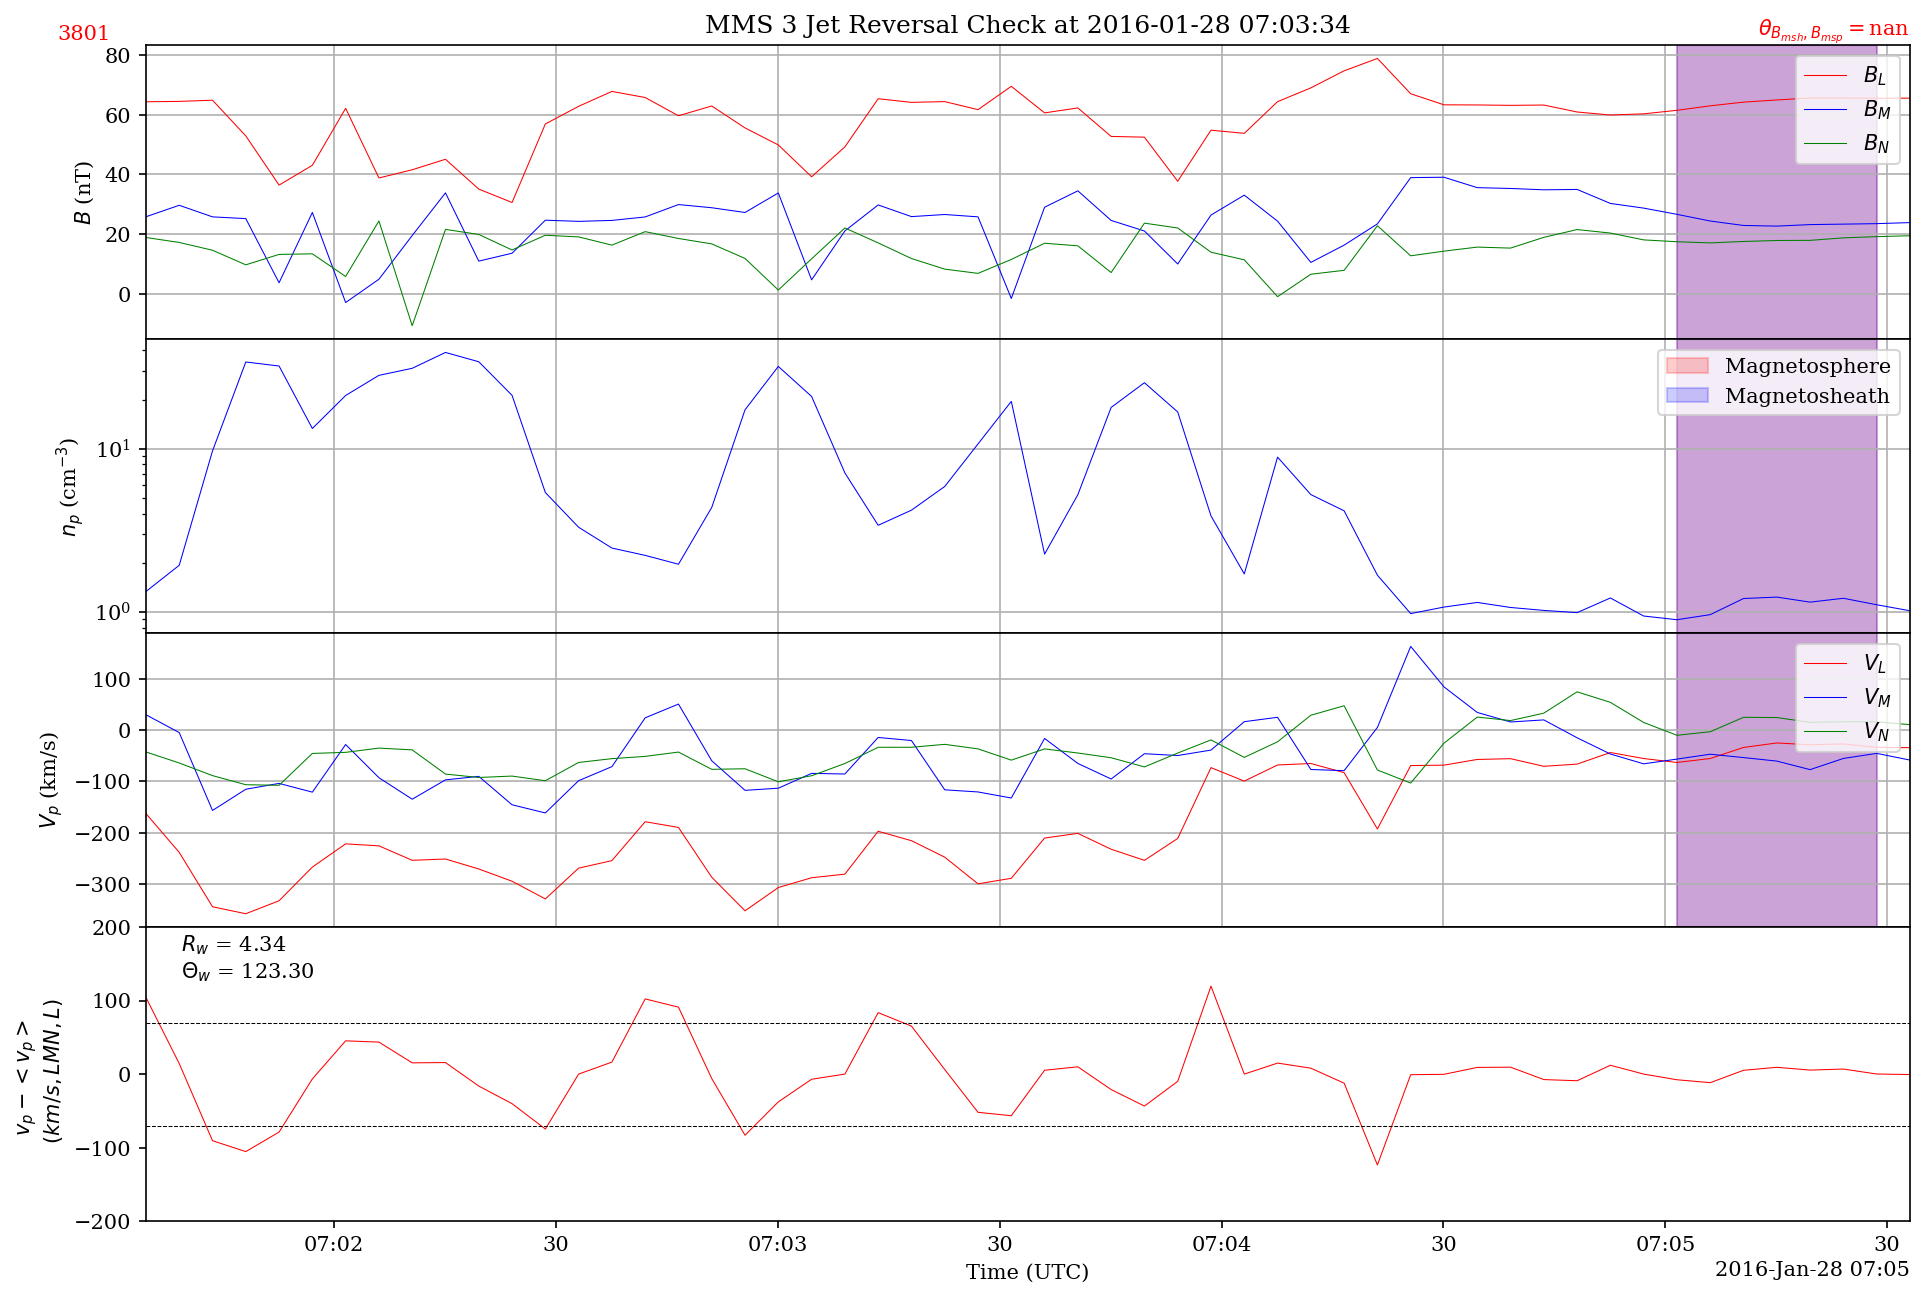 MMS 3 Jet Reversal Check at 2016-01-28 07:03:34
3801
θ_{B_{msh}, B_{msp}} = nan
80
60
40
20
0
B (nT)
B_L
B_M
B_N
10^1
10^0
n_p (cm^{−3})
Magnetosphere
Magnetosheath
100
0
−100
−200
−300
V_p (km/s)
V_L
V_M
V_N
200
100
0
−100
−200
v_p − < v_p >
(km/s, LMN, L)
R_w = 4.34
Θ_w = 123.30
07:02 30 07:03 30 07:04 30 07:05 30
Time (UTC)
2016-Jan-28 07:05